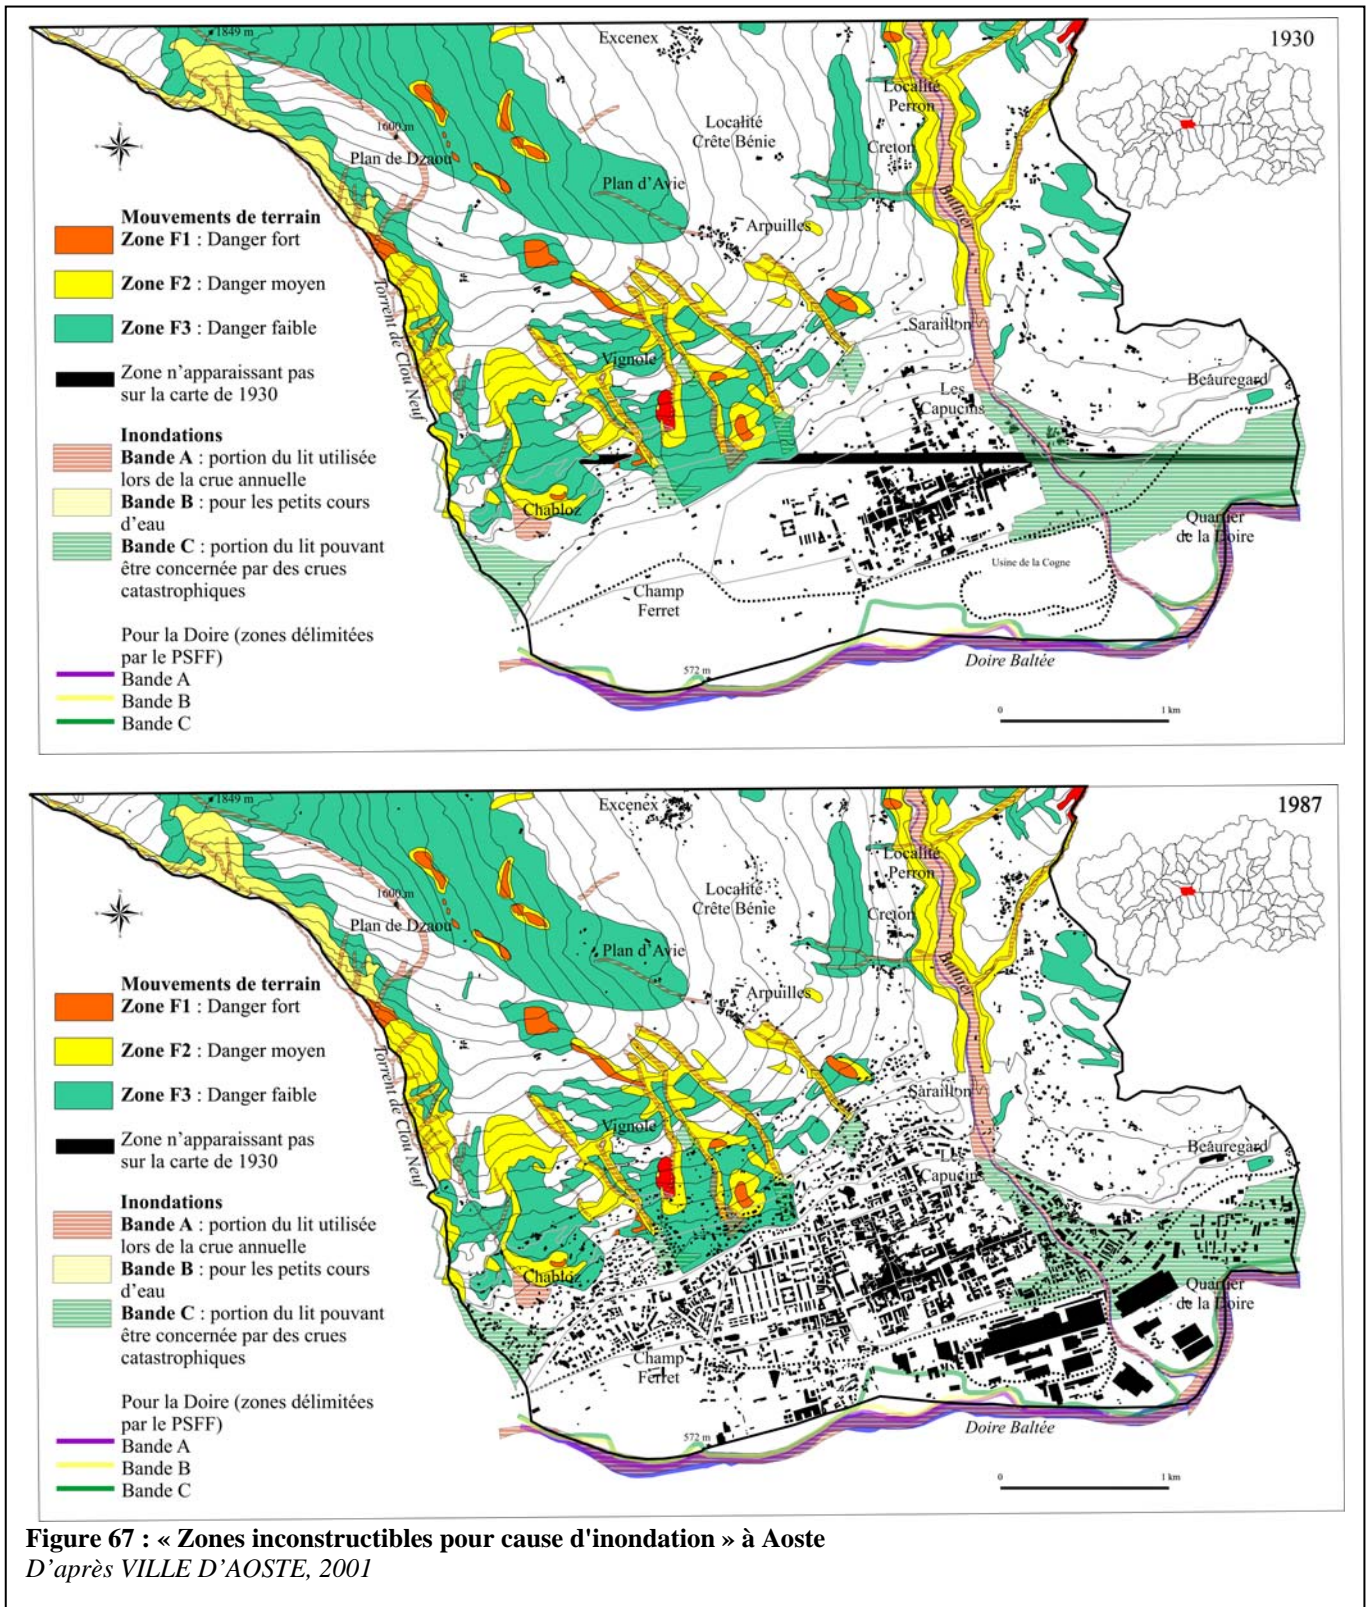 1849 m
Excenex
1930
Localité
Perron
Localité
Crête Bénie
1600 m
Plan de Dzaou
Creton
Plan d'Avie
Buthier
Arpuilles
Mouvements de terrain
Zone F1 : Danger fort
Zone F2 : Danger moyen
Zone F3 : Danger faible
Zone n'apparaissant pas
sur la carte de 1930
Torrent de Clou Neuf
Saraillon
Vignole
Beauregard
Les
Capucins
Inondations
Bande A : portion du lit utilisée
lors de la crue annuelle
Bande B : pour les petits cours
d'eau
Bande C : portion du lit pouvant
être concernée par des crues
catastrophiques
Chabloz
Quartier
de la Doire
Usine de la Cogne
Champ
Ferret
Pour la Doire (zones délimitées
par le PSFF)
Bande A
Bande B
Bande C
572 m
Doire Baltée
0 1 km
1849 m
Excenex
1987
Localité
Perron
Localité
Crête Bénie
1600 m
Plan de Dzaou
Creton
Plan d'Avie
Buthier
Arpuilles
Mouvements de terrain
Zone F1 : Danger fort
Zone F2 : Danger moyen
Zone F3 : Danger faible
Zone n'apparaissant pas
sur la carte de 1930
Torrent de Clou Neuf
Saraillon
Vignole
Beauregard
Les
Capucins
Inondations
Bande A : portion du lit utilisée
lors de la crue annuelle
Bande B : pour les petits cours
d'eau
Bande C : portion du lit pouvant
être concernée par des crues
catastrophiques
Chabloz
Quartier
de la Doire
Champ
Ferret
Pour la Doire (zones délimitées
par le PSFF)
Bande A
Bande B
Bande C
572 m
Doire Baltée
0 1 km
Figure 67 : « Zones inconstructibles pour cause d'inondation » à Aoste
D'après VILLE D'AOSTE, 2001